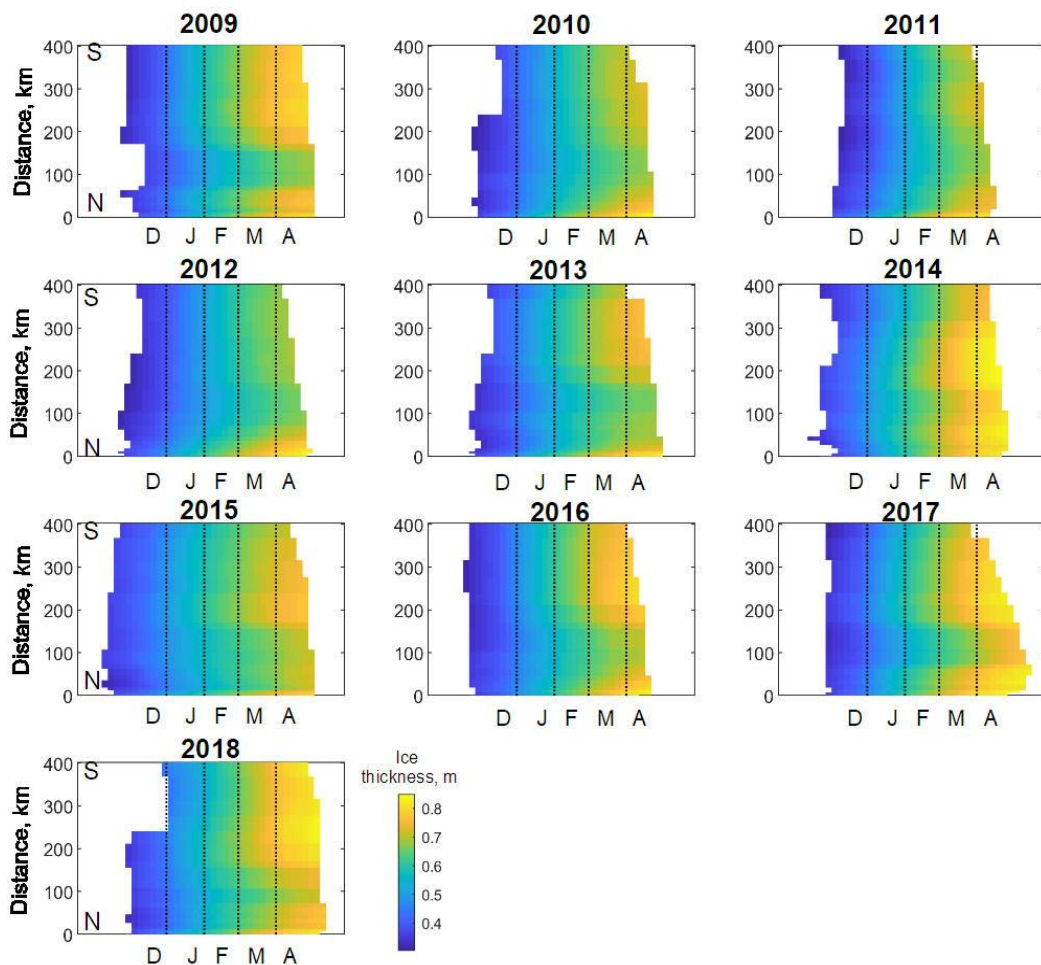 2009 2010 2011
400 S 400 400
300 300 300
200 200 200
100 100 100
0 N 0 0
Distance, km
D J F M A D J F M A D J F M A
2012 2013 2014
400 S 400 400
300 300 300
200 200 200
100 100 100
0 N 0 0
Distance, km
D J F M A D J F M A D J F M A
2015 2016 2017
400 S 400 400
300 300 300
200 200 200
100 100 100
0 N 0 0
Distance, km
D J F M A D J F M A D J F M A
2018
400 S
300
200
100
0 N
Distance, km
D J F M A
Ice
thickness, m
0.8
0.7
0.6
0.5
0.4